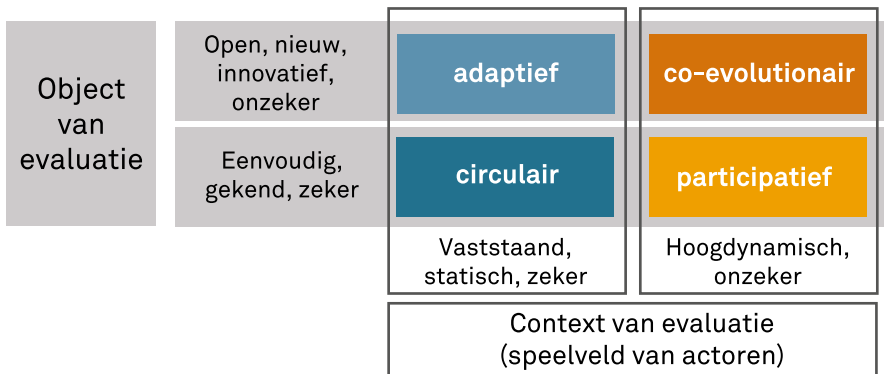 Object
van
evaluatie
Open, nieuw,
innovatief,
onzeker
adaptief
co-evolutionair
Eenvoudig,
gekend, zeker
circulair
participatief
Vaststaand,
statisch, zeker
Hoogdynamisch,
onzeker
Context van evaluatie
(speelveld van actoren)